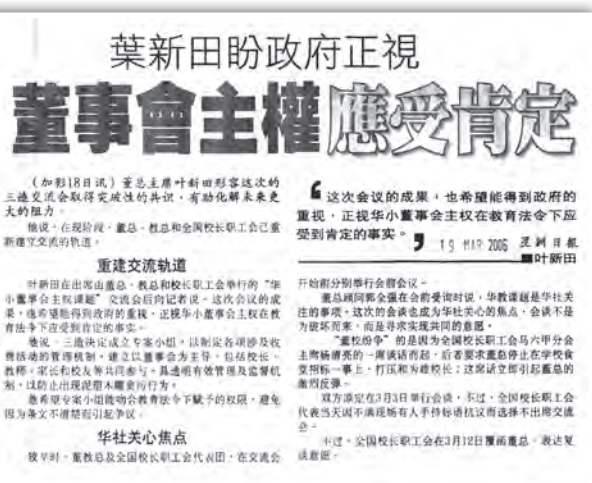 葉新田盼政府正視
董事會主權應受肯定
(加影18日讯)董总主席叶新田形容这次的
三造交流会取得突破性的共识,有助化解未来更
大的阻力。
他说,在现阶段,董总、教总和全国校长职工会已重
新建立交流的轨道。
重建交流轨道
叶新田在出席由董总、教总和校长职工会举行的“华
小董事会主权课题”交流会后向记者说,这次会议的成
果,也希望能得到政府的重视,正视华小董事会主权在教
育法令下应受到肯定的事实。
他说,三造决定成立专案小组,以制定各项涉及收
费活动的管理机制,建立以董事会为主导,包括校长、
教师、家长和校友等共同参与,具透明有效管理及监督机
制,以防止出现泥糊木雕贪污行为。
他希望专案小组能吻合教育法令下赋予的权限,避免
因为条文不清楚而引起争议。
华社关心焦点
较早时,董教总及全国校长职工会代表团,在交流会
“这次会议的成果,也希望能得到政府的
重视,正视华小董事会主权在教育法令下应
受到肯定的事实。”
19 MAR 2006 星洲日报
■叶新田
开始前分别举行会前会议。
董总顾问郭全强在会前受询时说,华教课题是华社关
注的事项,这次的会谈也成为华社关心的焦点,会谈不是
为破坏而来,而是寻求实现共同的意愿。
“董校纷争”的是因为全国校长职工会马六甲分会
主席杨清亮的一席谈话而起,后者要求董总停止在学校食
堂招标一事上,打压和为难校长;这席话立即引起董总的
激烈反弹。
双方原定在3月3日举行会谈,不过,全国校长职工会
代表当天因不满现场有人手持标语抗议而选择不出席交流
会。
不过,全国校长职工会在3月12日覆函董总,表达复
谈意愿。